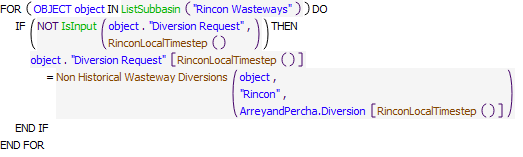 FOR ( OBJECT object IN ListSubbasin ( "Rincon Wasteways" ) ) DO
IF ( NOT IsInput ( object . "Diversion Request" ,
RinconLocalTimestep ( ) ) ) THEN
object . "Diversion Request" [ RinconLocalTimestep ( ) ]
= Non Historical Wasteway Diversions ( object ,
"Rincon" ,
ArreyandPercha.Diversion [ RinconLocalTimestep ( ) ] )
END IF
END FOR